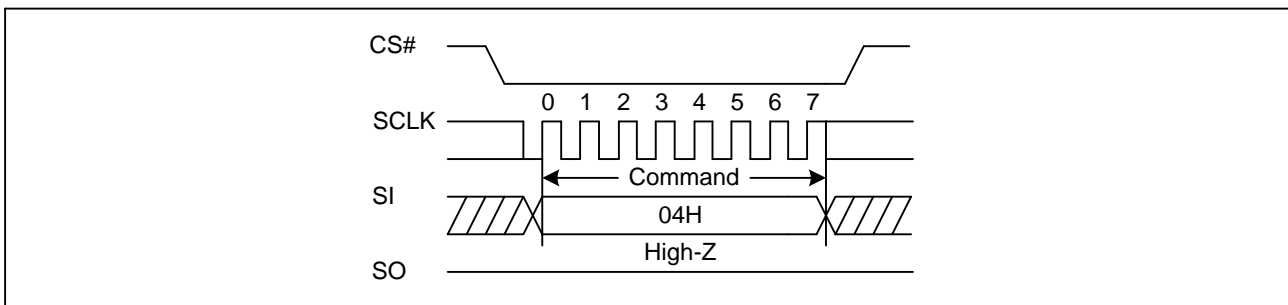 CS#
0 1 2 3 4 5 6 7
SCLK
Command
SI
04H
High-Z
SO